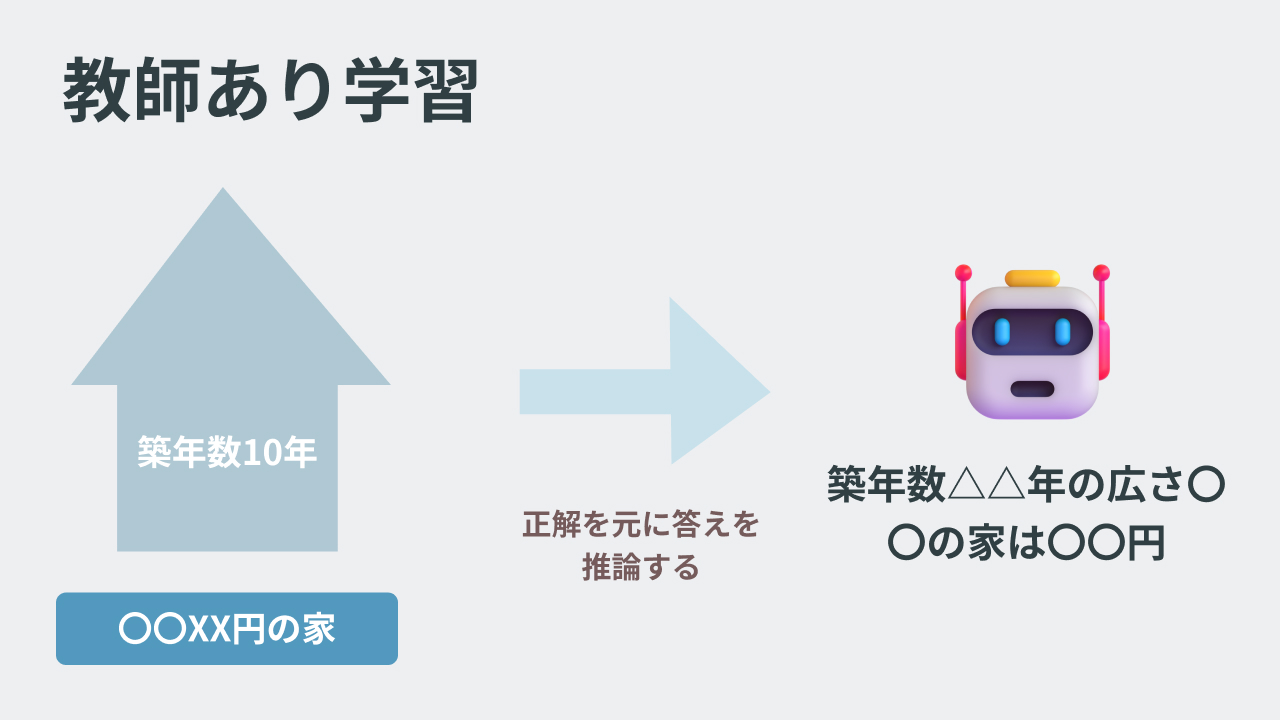 教師あり学習
築年数10年
〇〇XX円の家
正解を元に答えを
推論する
築年数△△年の広さ〇
〇の家は〇〇円